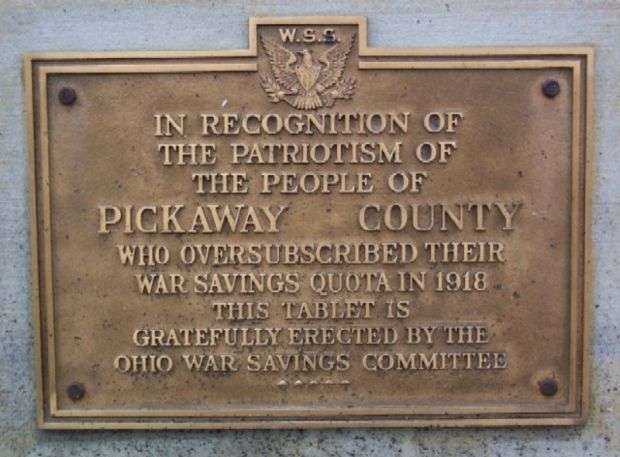 W.S.S.
IN RECOGNITION OF
THE PATRIOTISM OF
THE PEOPLE OF
PICKAWAY COUNTY
WHO OVERSUBSCRIBED THEIR
WAR SAVINGS QUOTA IN 1918
THIS TABLET IS
GRATEFULLY ERECTED BY THE
OHIO WAR SAVINGS COMMITTEE